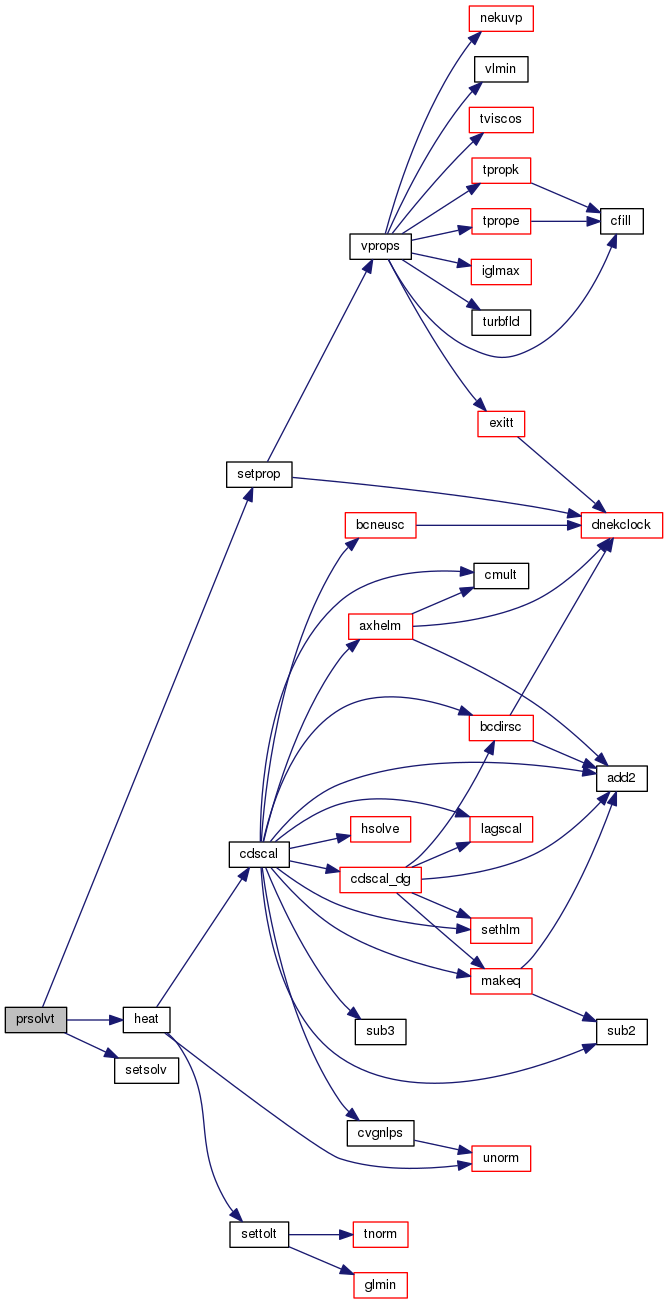 nekuvp
vlmin
tviscos
tpropk
tprope
cfill
vprops
iglmax
turbfld
exitt
setprop
bcneusc
dnekclock
cmult
axhelm
bcdirsc
add2
hsolve
lagscal
cdscal
cdscal_dg
sethlm
makeq
prsolvt
heat
sub3
sub2
setsolv
cvgnlps
unorm
settolt
tnorm
glmin